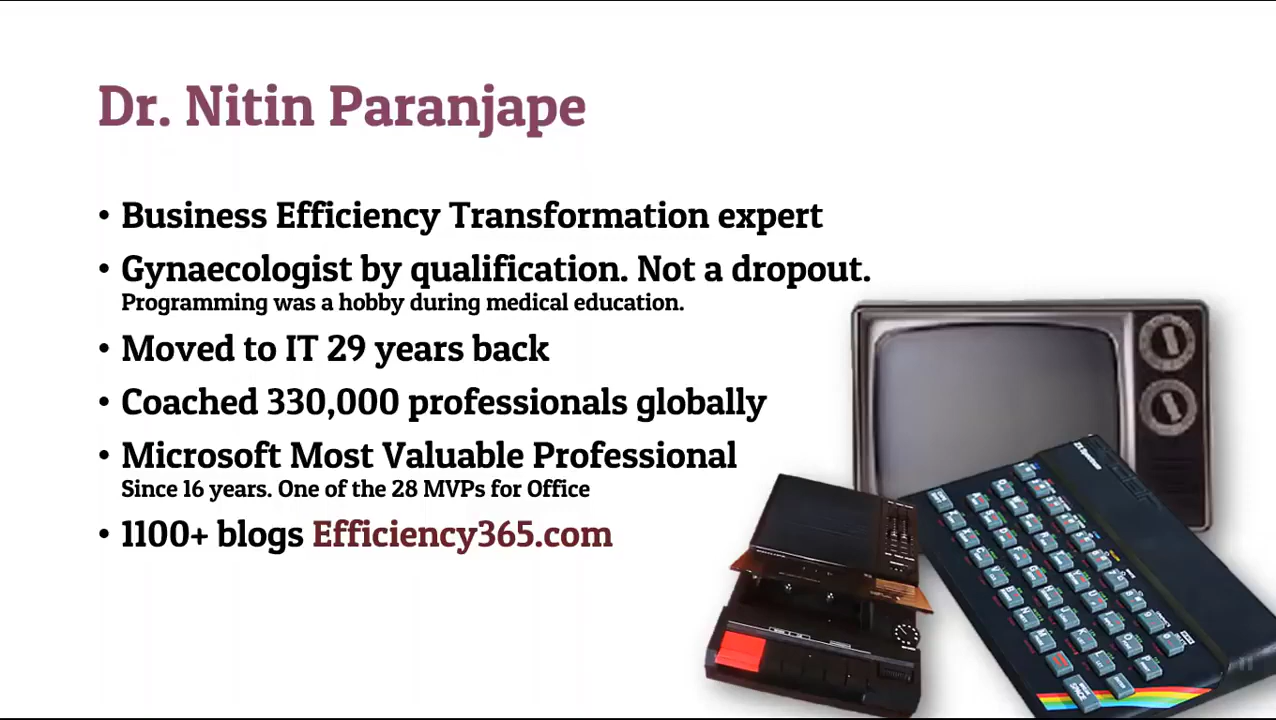 Dr. Nitin Paranjape
• Business Efficiency Transformation expert
• Gynaecologist by qualification. Not a dropout.
Programming was a hobby during medical education.
• Moved to IT 29 years back
• Coached 330,000 professionals globally
• Microsoft Most Valuable Professional
Since 16 years. One of the 28 MVPs for Office
• 1100+ blogs Efficiency365.com